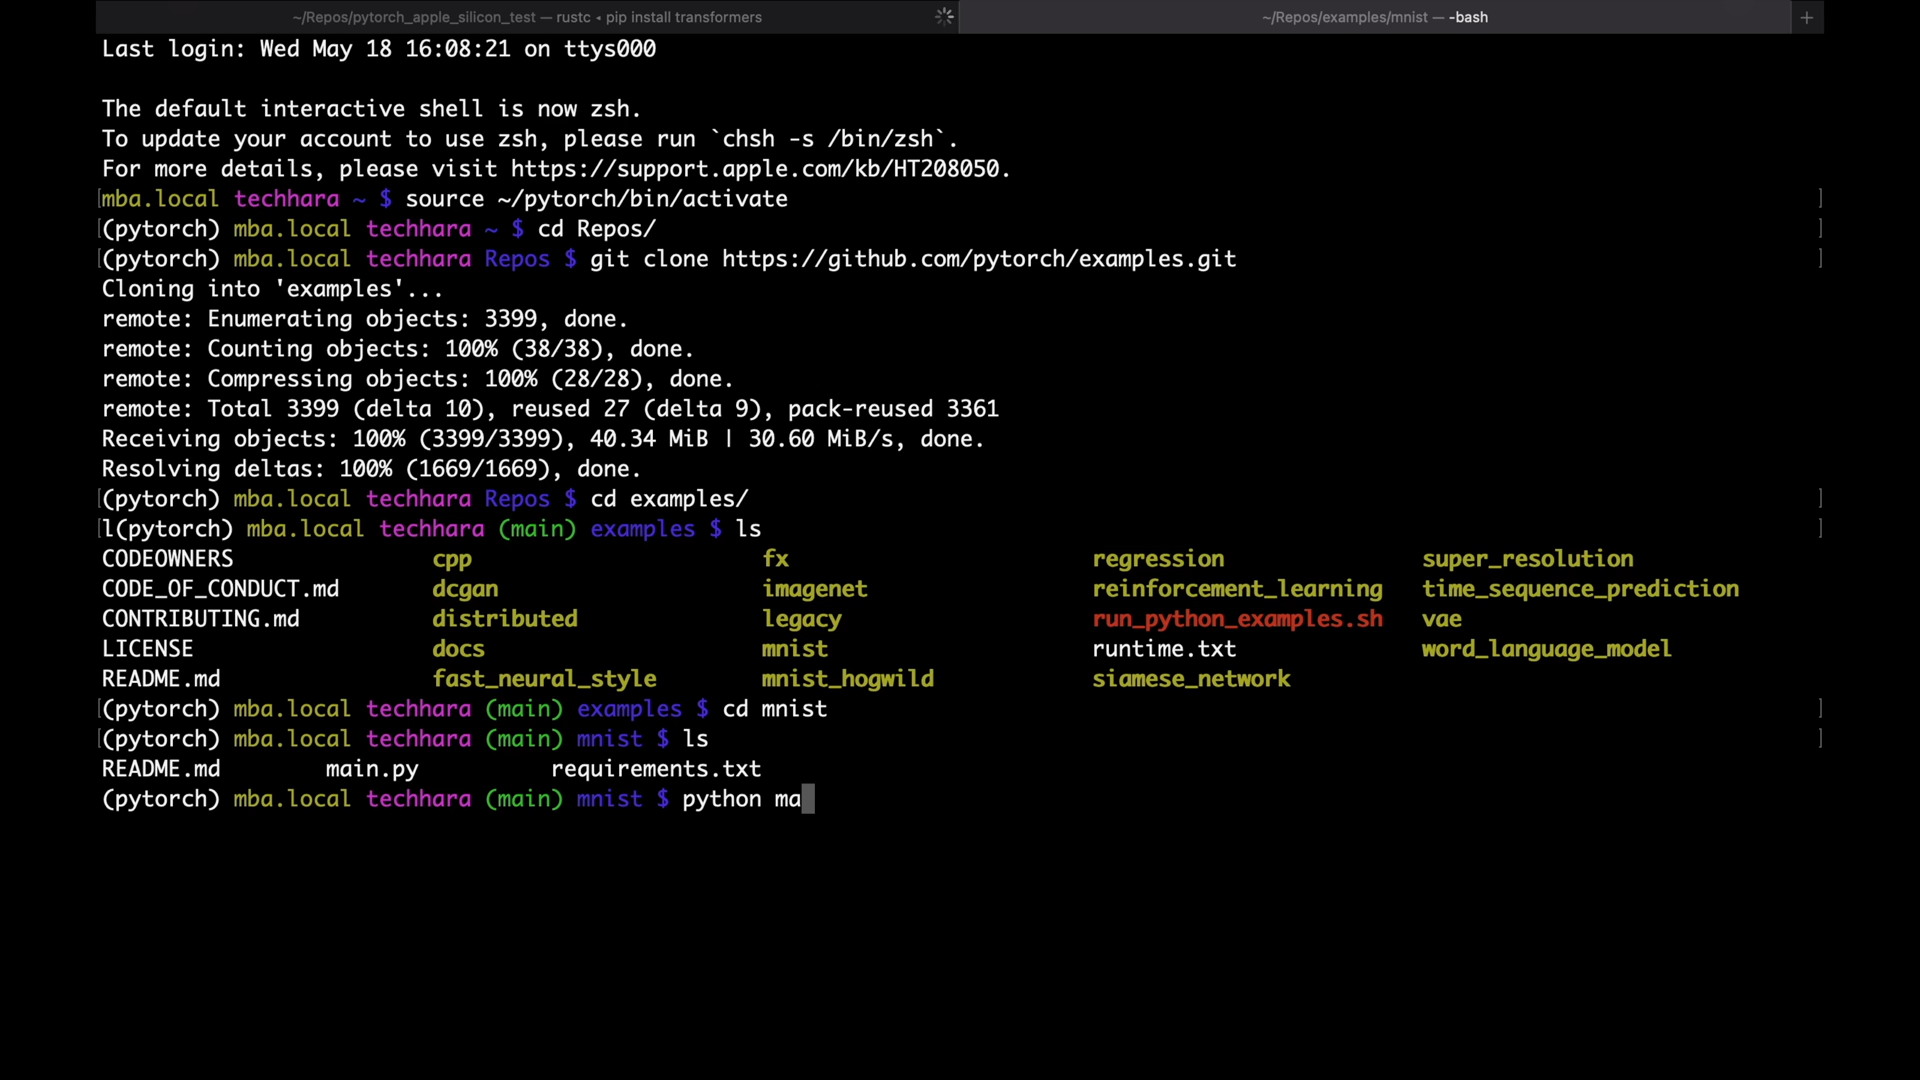 ~/Repos/pytorch_apple_silicon_test — rustc ◂ pip install transformers
~/Repos/examples/mnist — -bash +
Last login: Wed May 18 16:08:21 on ttys000
The default interactive shell is now zsh.
To update your account to use zsh, please run `chsh -s /bin/zsh`.
For more details, please visit https://support.apple.com/kb/HT208050.
[mba.local techhara ~ $ source ~/pytorch/bin/activate ]
[(pytorch) mba.local techhara ~ $ cd Repos/ ]
[(pytorch) mba.local techhara Repos $ git clone https://github.com/pytorch/examples.git ]
Cloning into 'examples'...
remote: Enumerating objects: 3399, done.
remote: Counting objects: 100% (38/38), done.
remote: Compressing objects: 100% (28/28), done.
remote: Total 3399 (delta 10), reused 27 (delta 9), pack-reused 3361
Receiving objects: 100% (3399/3399), 40.34 MiB | 30.60 MiB/s, done.
Resolving deltas: 100% (1669/1669), done.
[(pytorch) mba.local techhara Repos $ cd examples/ ]
[l(pytorch) mba.local techhara (main) examples $ ls ]
CODEOWNERS cpp fx regression super_resolution
CODE_OF_CONDUCT.md dcgan imagenet reinforcement_learning time_sequence_prediction
CONTRIBUTING.md distributed legacy run_python_examples.sh vae
LICENSE docs mnist runtime.txt word_language_model
README.md fast_neural_style mnist_hogwild siamese_network
[(pytorch) mba.local techhara (main) examples $ cd mnist ]
[(pytorch) mba.local techhara (main) mnist $ ls ]
README.md main.py requirements.txt
(pytorch) mba.local techhara (main) mnist $ python ma